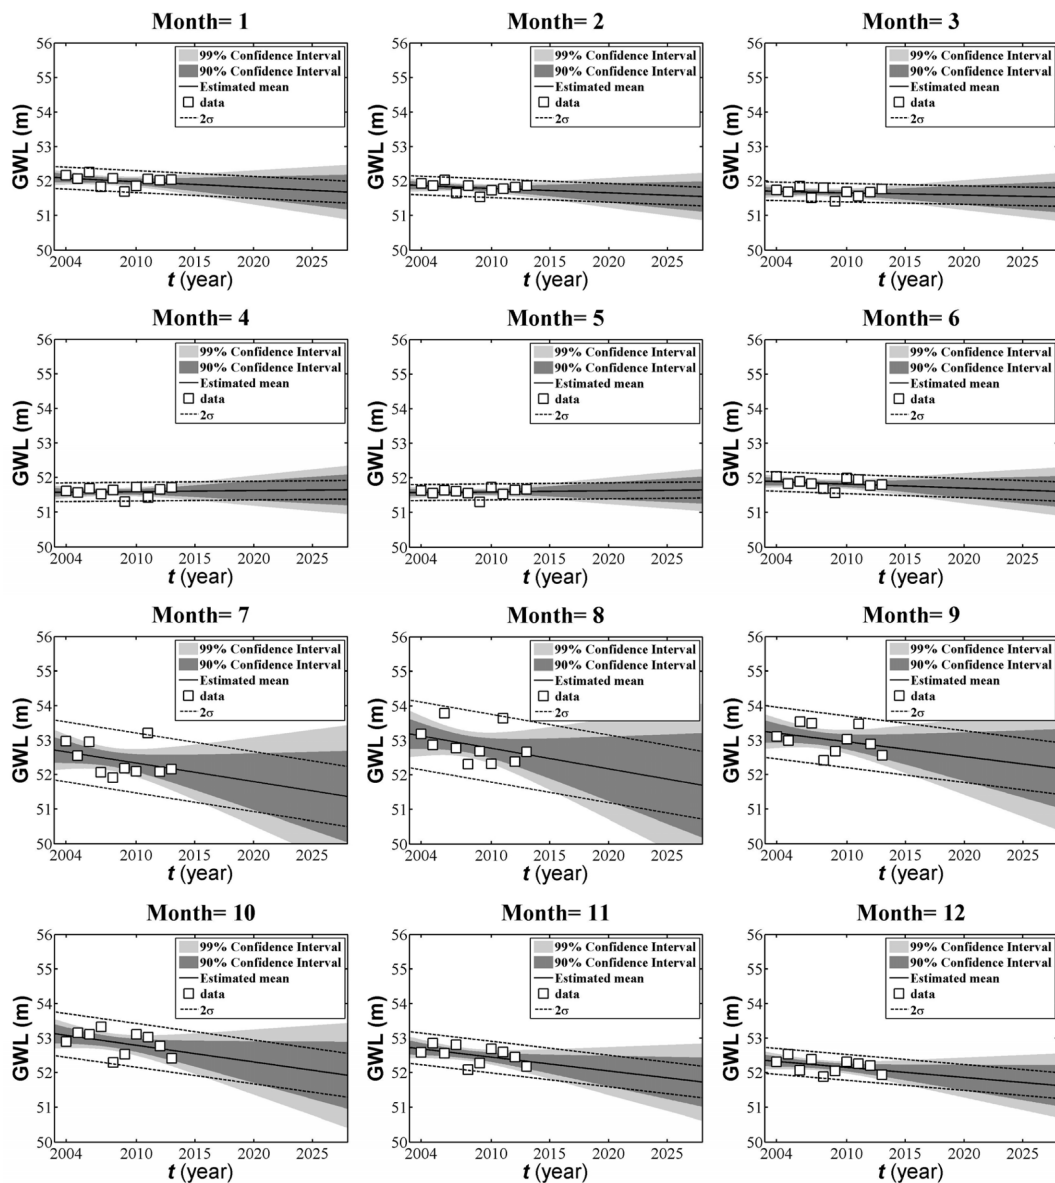 Month= 1
56
55
54
53
52
51
50
GWL (m)
99% Confidence Interval
90% Confidence Interval
Estimated mean
data
2σ
2004 2010 2015 2020 2025
t (year)
Month= 2
56
55
54
53
52
51
50
GWL (m)
99% Confidence Interval
90% Confidence Interval
Estimated mean
data
2σ
2004 2010 2015 2020 2025
t (year)
Month= 3
56
55
54
53
52
51
50
GWL (m)
99% Confidence Interval
90% Confidence Interval
Estimated mean
data
2σ
2004 2010 2015 2020 2025
t (year)
Month= 4
56
55
54
53
52
51
50
GWL (m)
99% Confidence Interval
90% Confidence Interval
Estimated mean
data
2σ
2004 2010 2015 2020 2025
t (year)
Month= 5
56
55
54
53
52
51
50
GWL (m)
99% Confidence Interval
90% Confidence Interval
Estimated mean
data
2σ
2004 2010 2015 2020 2025
t (year)
Month= 6
56
55
54
53
52
51
50
GWL (m)
99% Confidence Interval
90% Confidence Interval
Estimated mean
data
2σ
2004 2010 2015 2020 2025
t (year)
Month= 7
56
55
54
53
52
51
50
GWL (m)
99% Confidence Interval
90% Confidence Interval
Estimated mean
data
2σ
2004 2010 2015 2020 2025
t (year)
Month= 8
56
55
54
53
52
51
50
GWL (m)
99% Confidence Interval
90% Confidence Interval
Estimated mean
data
2σ
2004 2010 2015 2020 2025
t (year)
Month= 9
56
55
54
53
52
51
50
GWL (m)
99% Confidence Interval
90% Confidence Interval
Estimated mean
data
2σ
2004 2010 2015 2020 2025
t (year)
Month= 10
56
55
54
53
52
51
50
GWL (m)
99% Confidence Interval
90% Confidence Interval
Estimated mean
data
2σ
2004 2010 2015 2020 2025
t (year)
Month= 11
56
55
54
53
52
51
50
GWL (m)
99% Confidence Interval
90% Confidence Interval
Estimated mean
data
2σ
2004 2010 2015 2020 2025
t (year)
Month= 12
56
55
54
53
52
51
50
GWL (m)
99% Confidence Interval
90% Confidence Interval
Estimated mean
data
2σ
2004 2010 2015 2020 2025
t (year)